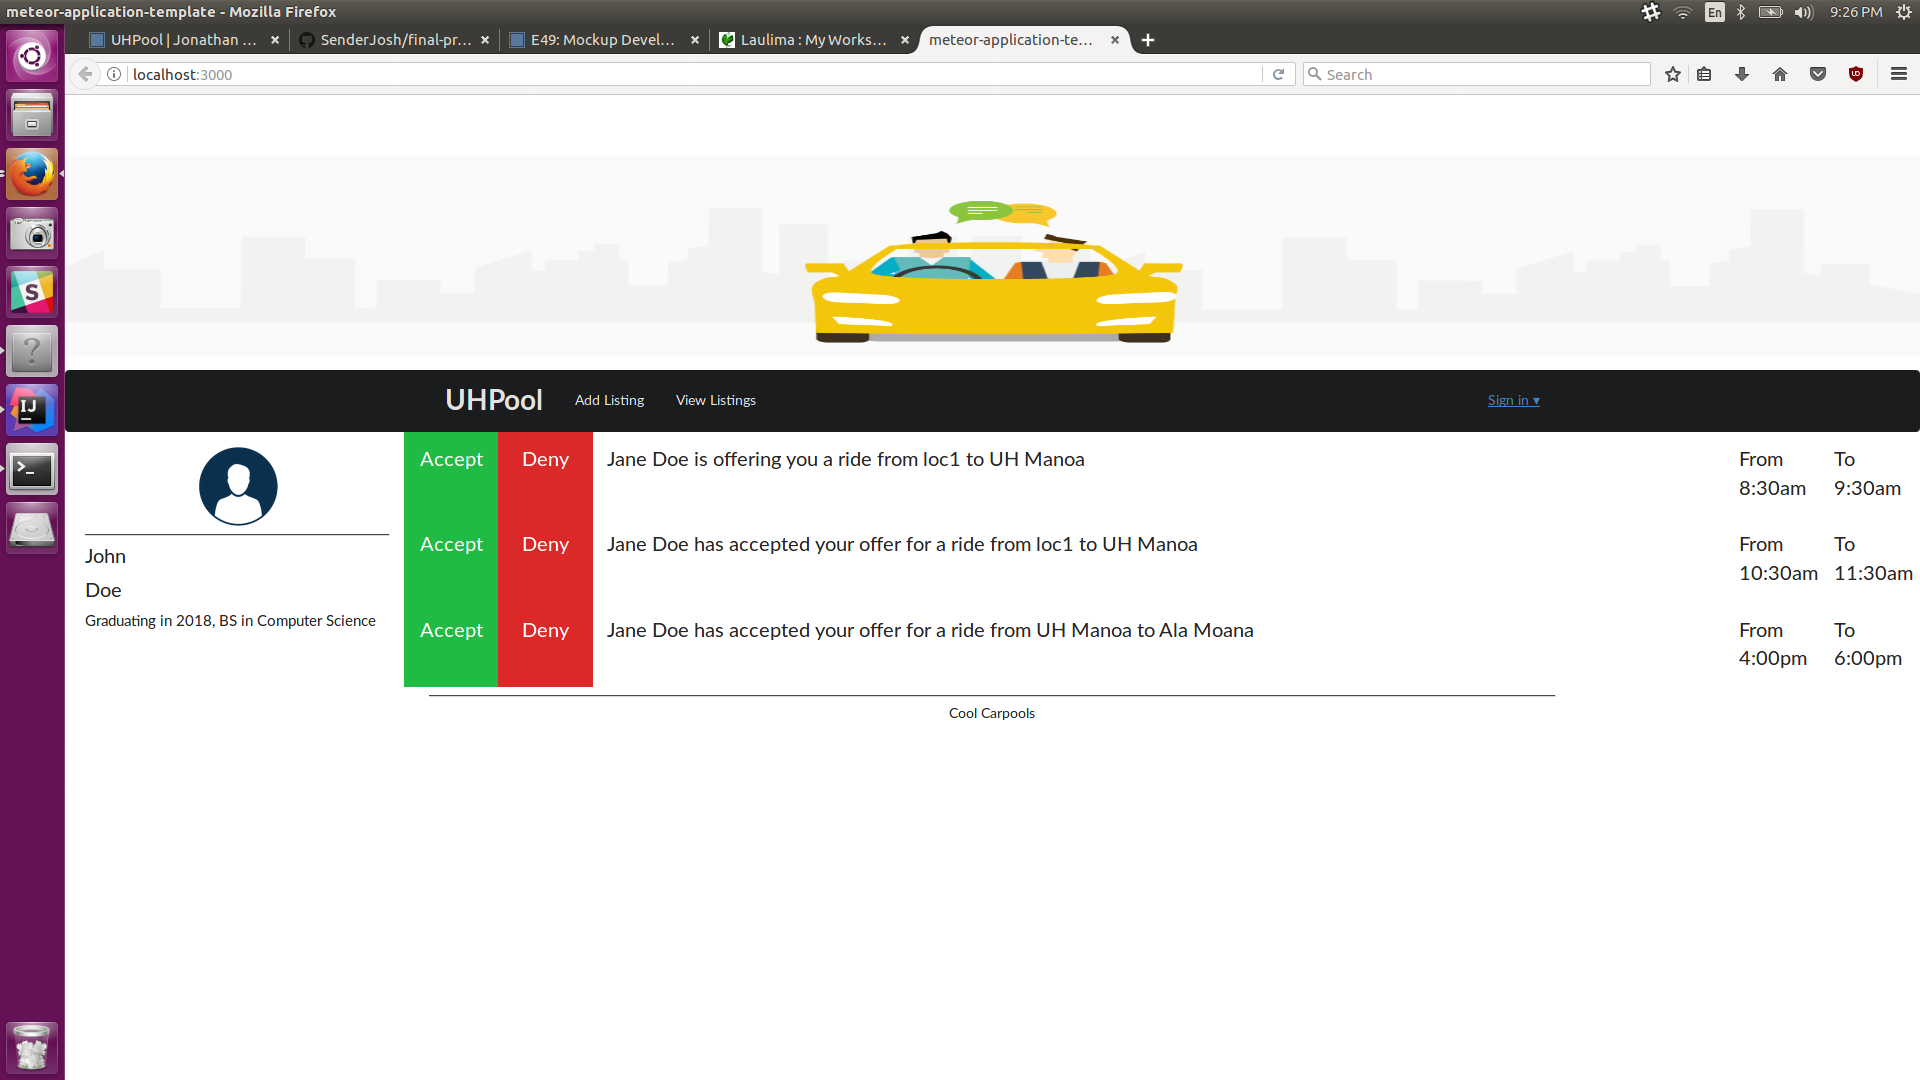 meteor-application-template - Mozilla Firefox
En
9:26 PM
UHPool | Jonathan ...
SenderJosh/final-pr...
E49: Mockup Devel...
Laulima : My Works...
meteor-application-te...
localhost:3000
Search
UHPool
Add Listing
View Listings
Sign in ▾
John
Doe
Graduating in 2018, BS in Computer Science
Accept Deny Jane Doe is offering you a ride from loc1 to UH Manoa From To
8:30am 9:30am
Accept Deny Jane Doe has accepted your offer for a ride from loc1 to UH Manoa From To
10:30am 11:30am
Accept Deny Jane Doe has accepted your offer for a ride from UH Manoa to Ala Moana From To
4:00pm 6:00pm
Cool Carpools
S
?
IJ
>_